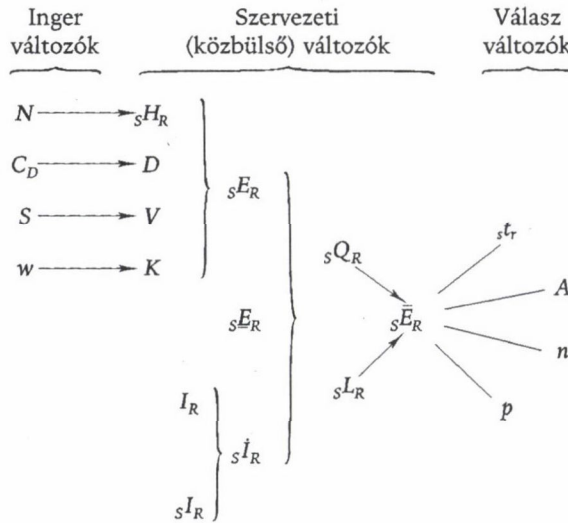 Inger változók
Szervezeti (közbülső) változók
Válasz változók
N → sHR
CD → D
S → V
w → K
sER
sE̲R
IR
sIR
sİR
sQR
sLR
sĒR
str
A
n
p